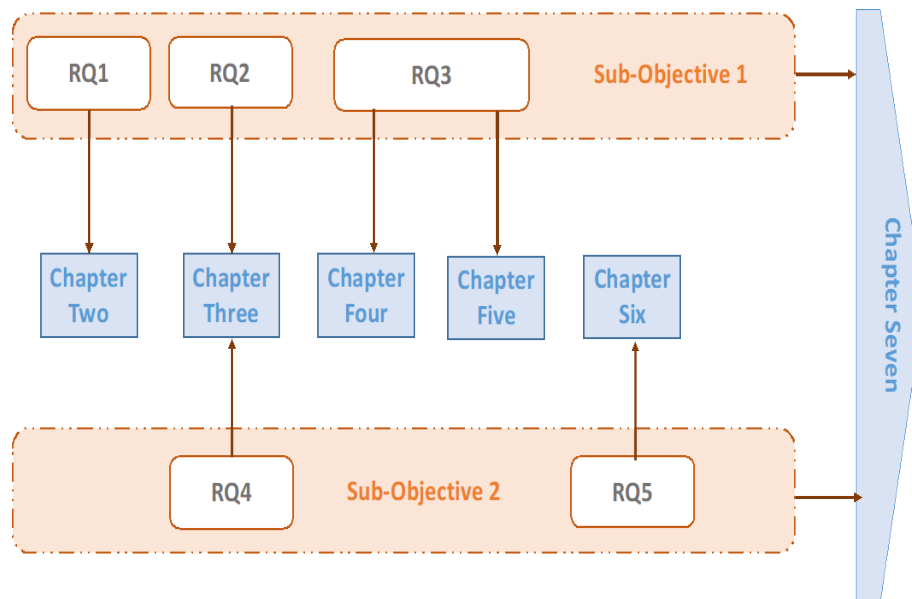 RQ1
RQ2
RQ3
Sub-Objective 1
Chapter
Two
Chapter
Three
Chapter
Four
Chapter
Five
Chapter
Six
Chapter Seven
RQ4
Sub-Objective 2
RQ5